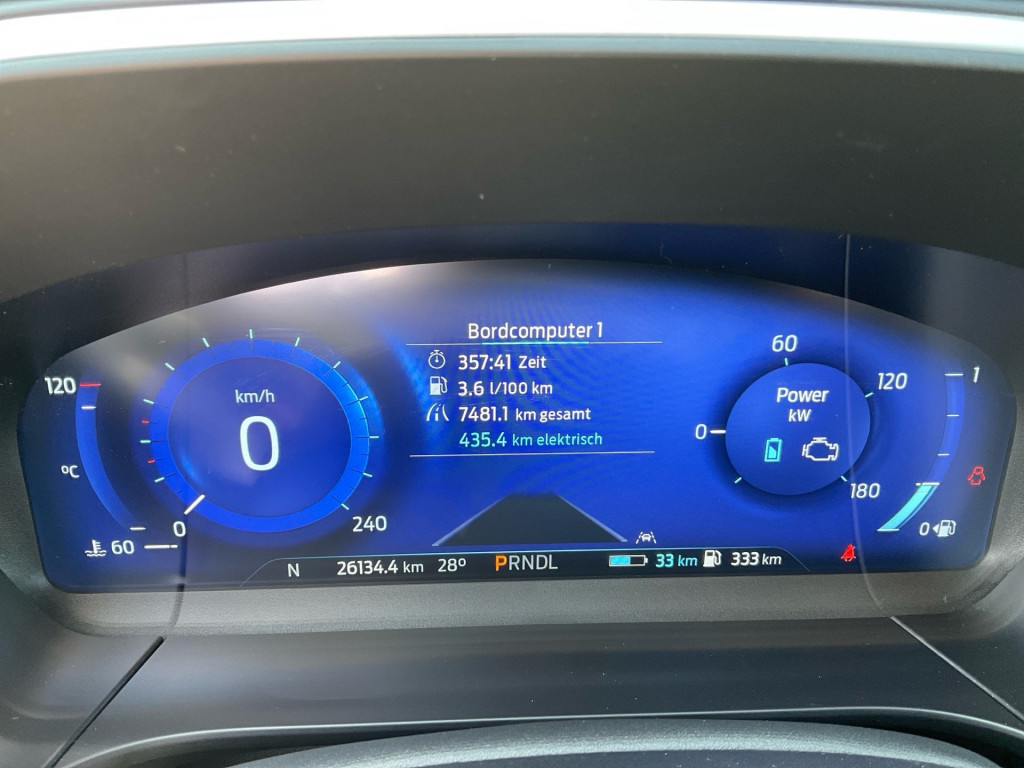 Bordcomputer 1
357:41 Zeit
3.6 l/100 km
7481.1 km gesamt
435.4 km elektrisch
120
°C
60
km/h
0
0
240
60
0
120
180
Power
kW
1
0
N 26134.4 km 28° PRNDL 33 km 333 km